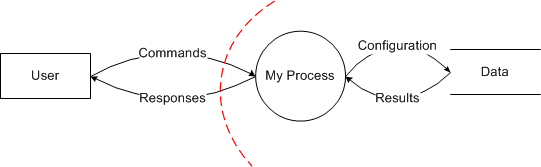 Commands
User
Responses
My Process
Configuration
Data
Results